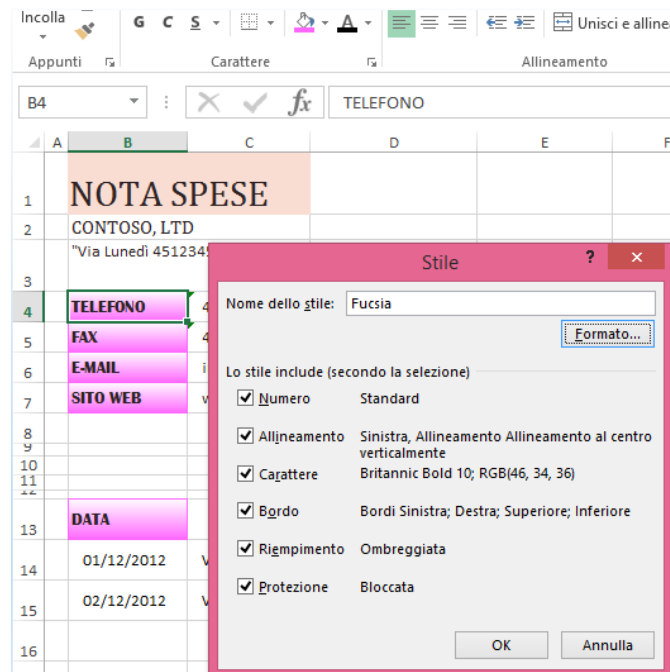 Incolla
G C S A Unisci e alline
Appunti Carattere Allineamento
B4 fx TELEFONO
A B C D E F
1 NOTA SPESE
2 CONTOSO, LTD
3 "Via Lunedì 451234
Stile ? ×
4 TELEFONO 4
5 FAX 4
6 E-MAIL i
7 SITO WEB v
8
9
10
11
12
13 DATA
14 01/12/2012 V
15 02/12/2012 V
16
Nome dello stile: Fucsia
Formato...
Lo stile include (secondo la selezione)
Numero Standard
Allineamento Sinistra, Allineamento Allineamento al centro
verticalmente
Carattere Britannic Bold 10; RGB(46, 34, 36)
Bordo Bordi Sinistra; Destra; Superiore; Inferiore
Riempimento Ombreggiata
Protezione Bloccata
OK Annulla